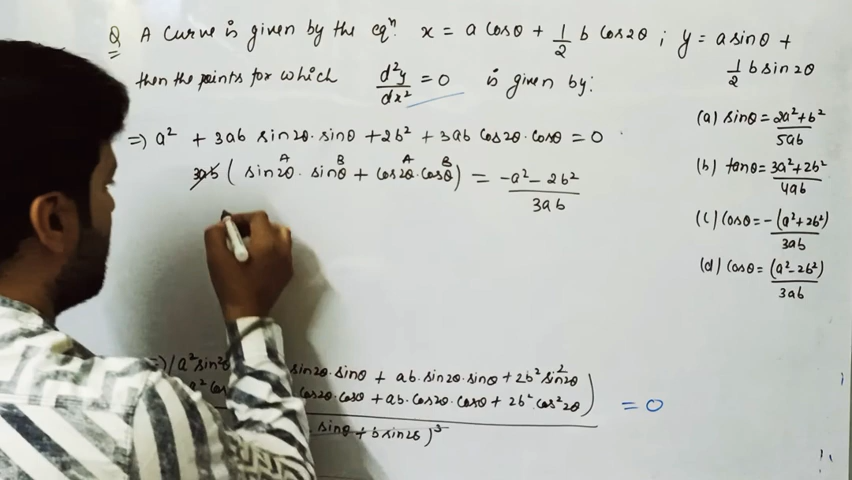 Q A Curve is given by the eqⁿ. x = a cosθ + 1/2 b cos2θ ; y = a sinθ +
1/2 b sin 2θ
then the points for which d²y/dx² = 0 is given by:
⇒ a² + 3ab sin2θ. sinθ + 2b² + 3ab cos2θ. cosθ = 0
3ab ( sin2θ. sinθ + cos2θ. cosθ ) = -a² - 2b² / 3ab
A B A B
(a) sinθ = 2a² + b² / 5ab
(b) tanθ = 3a² + 2b² / 4ab
(c) cosθ = - (a² + 2b²) / 3ab
(d) cosθ = (a² - 2b²) / 3ab
⇒ (a² sin²θ sin2θ. sinθ + ab. sin2θ. sinθ + 2b² sin²2θ
cos2θ. cosθ + ab. cos2θ. cosθ + 2b² cos²2θ) = 0
sinθ + b sin2θ)³